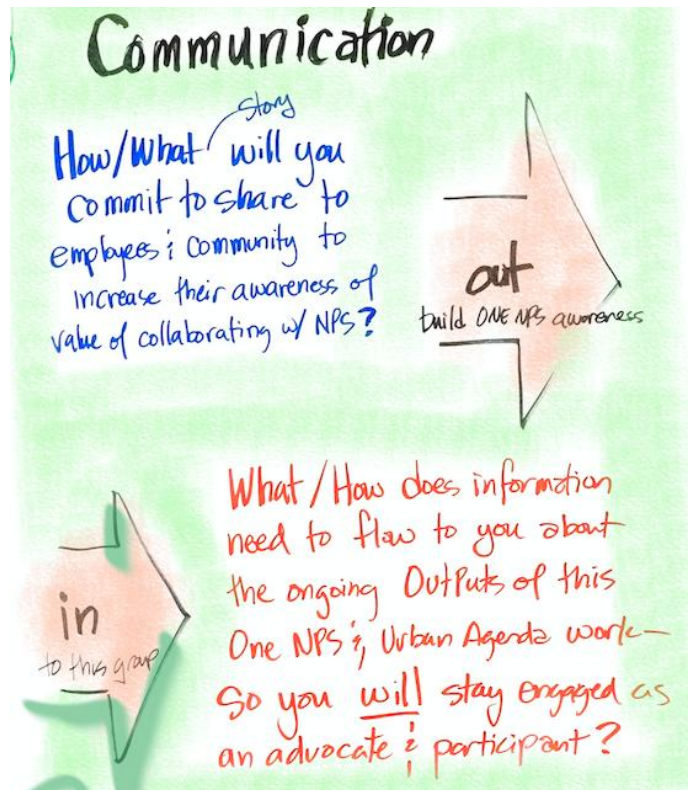 Communication
story
How/What will you
commit to share to
employees & community to
increase their awareness of
value of collaborating w/ NPS?
out
build ONE NPS awareness
What/How does information
need to flow to you about
the ongoing OutPuts of this
One NPS & Urban Agenda work—
So you will stay engaged as
an advocate & participant?
in
to this group